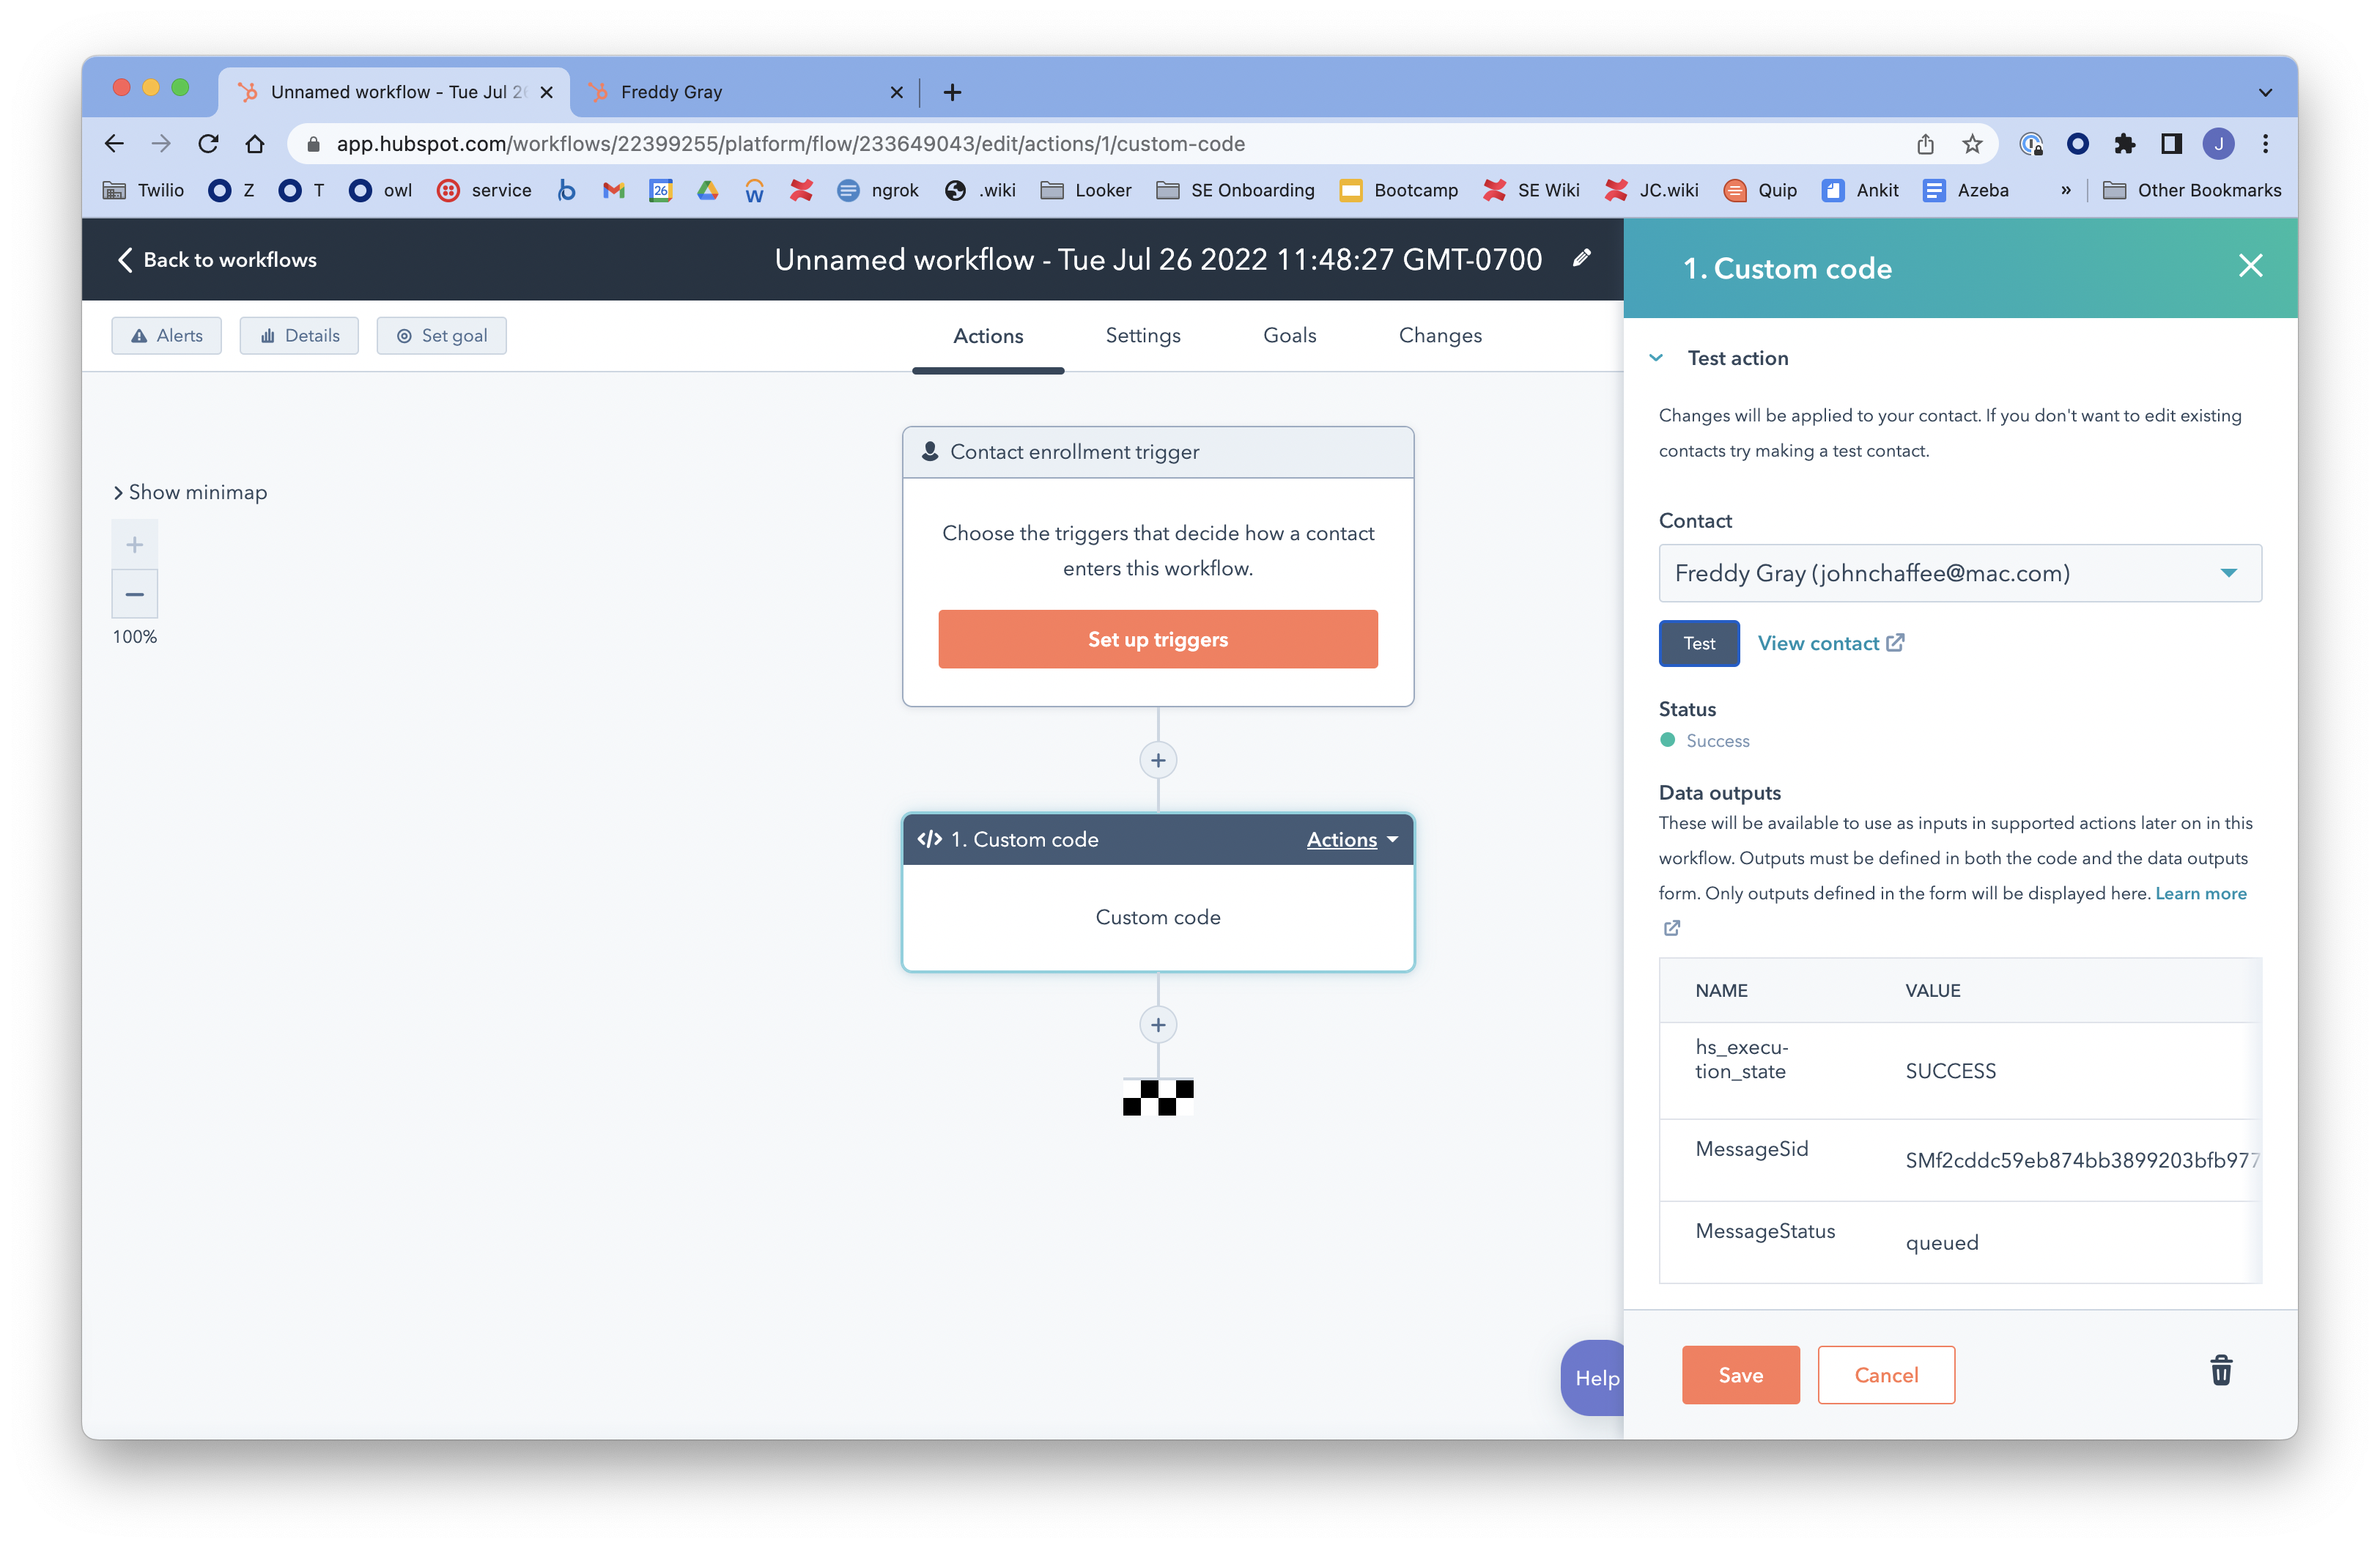 Unnamed workflow - Tue Jul 26
Freddy Gray
app.hubspot.com/workflows/22399255/platform/flow/233649043/edit/actions/1/custom-code
J
Twilio
Z
T
owl
service
26
ngrok
.wiki
Looker
SE Onboarding
Bootcamp
SE Wiki
JC.wiki
Quip
Ankit
Azeba
»
Other Bookmarks
Back to workflows
Unnamed workflow - Tue Jul 26 2022 11:48:27 GMT-0700
Alerts
Details
Set goal
Actions
Settings
Goals
Changes
Show minimap
100%
Contact enrollment trigger
Choose the triggers that decide how a contact
enters this workflow.
Set up triggers
1. Custom code
Actions
Custom code
Help
1. Custom code
Test action
Changes will be applied to your contact. If you don't want to edit existing
contacts try making a test contact.
Contact
Freddy Gray (johnchaffee@mac.com)
Test
View contact
Status
Success
Data outputs
These will be available to use as inputs in supported actions later on in this
workflow. Outputs must be defined in both the code and the data outputs
form. Only outputs defined in the form will be displayed here. Learn more
NAME
VALUE
hs_execu-
tion_state
SUCCESS
MessageSid
SMf2cddc59eb874bb3899203bfb977
MessageStatus
queued
Save
Cancel